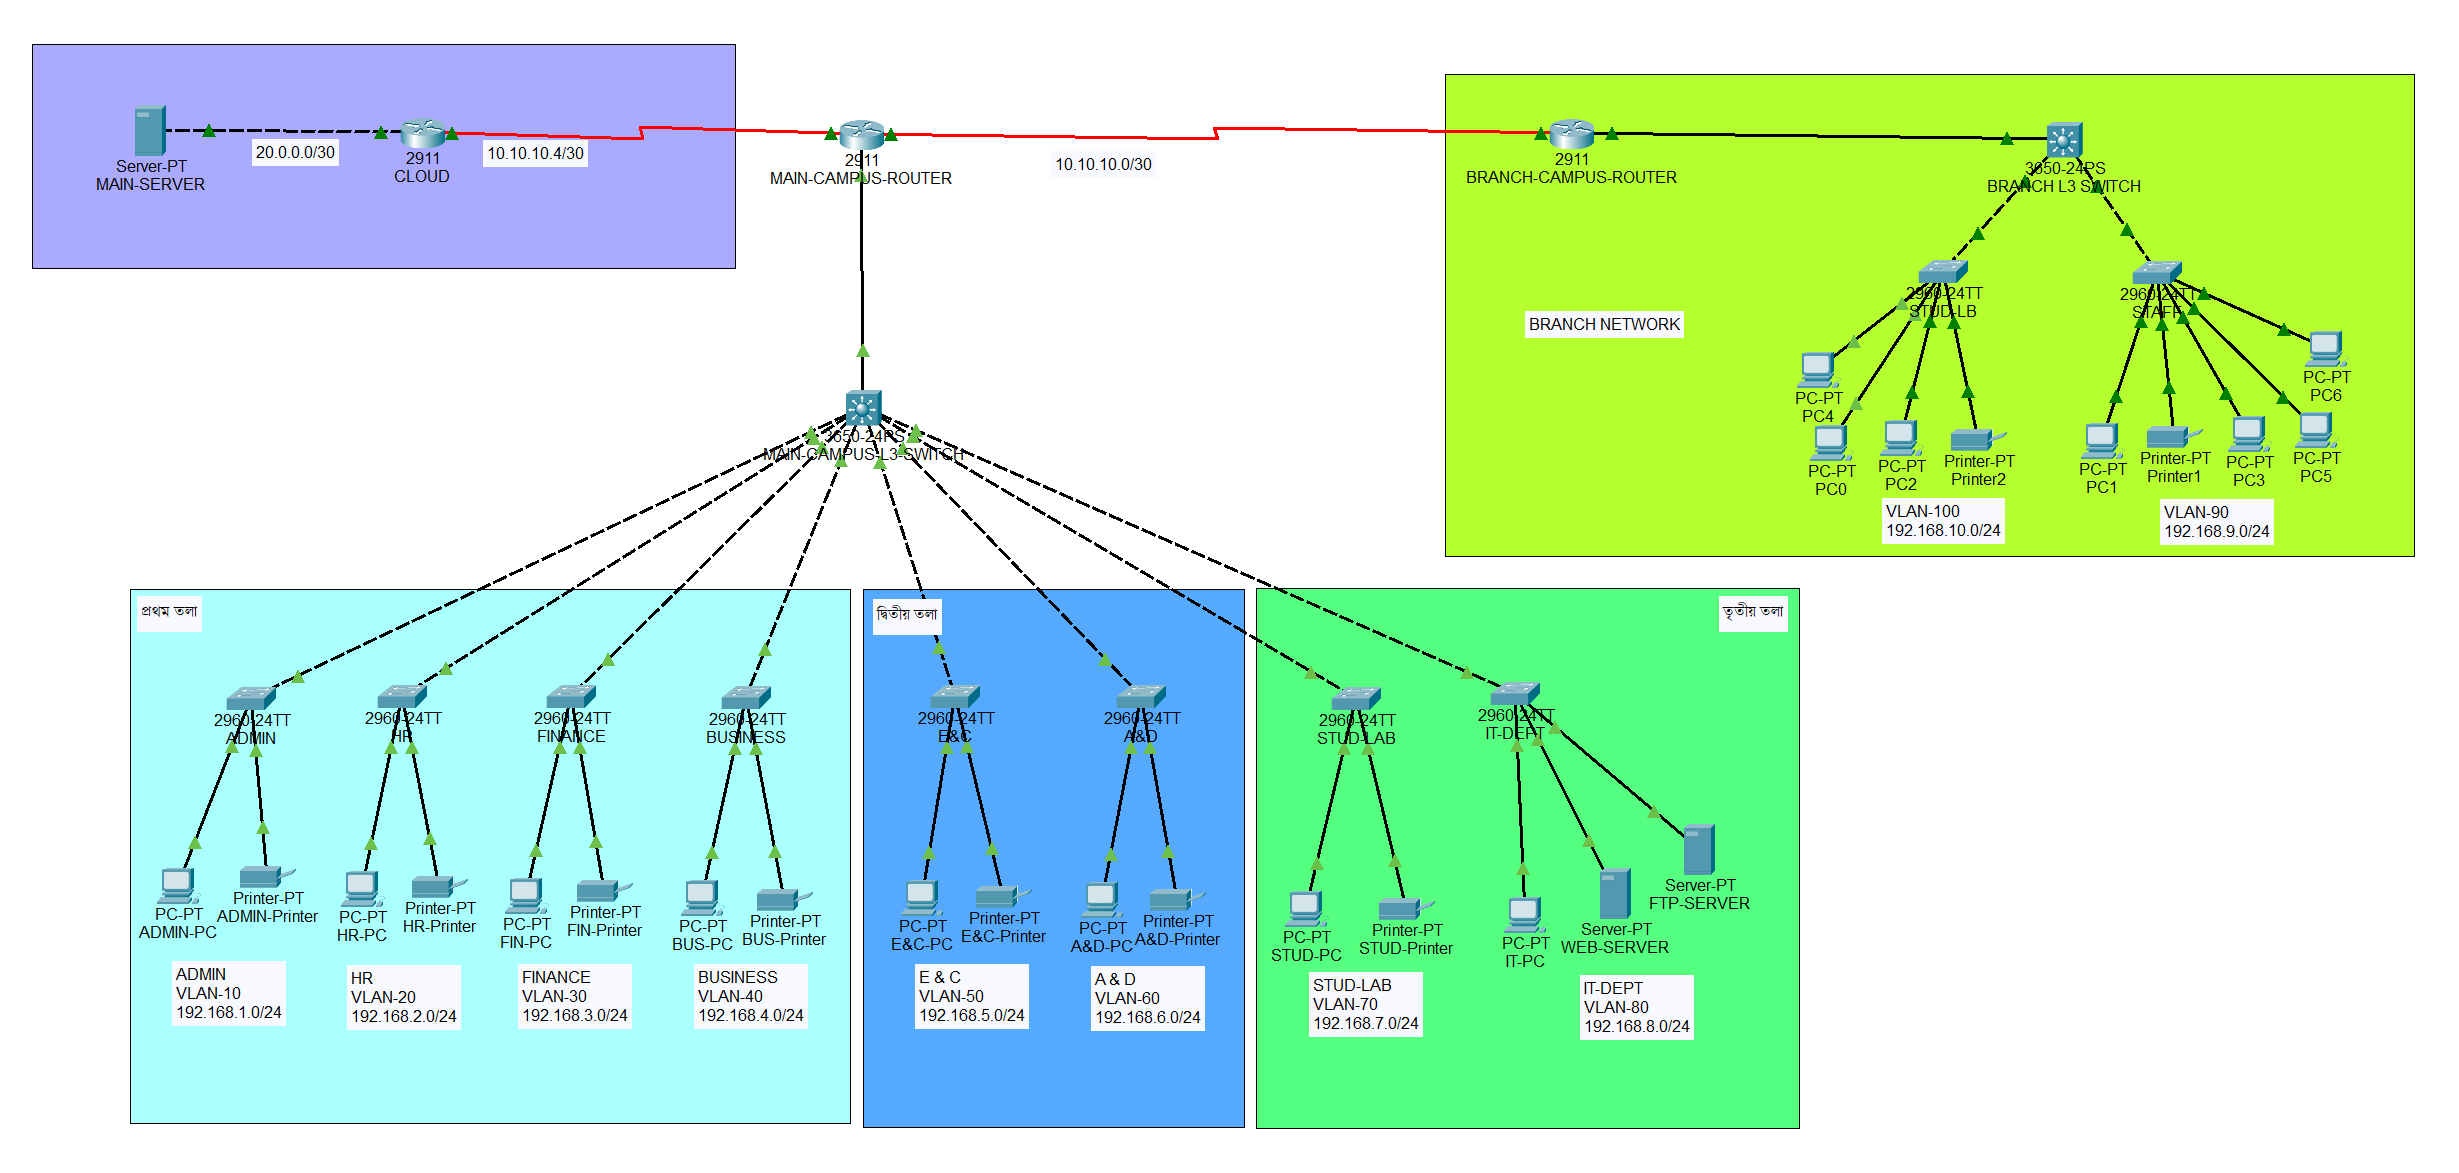 Server-PT
MAIN-SERVER
20.0.0.0/30
2911
CLOUD
10.10.10.4/30
2911
MAIN-CAMPUS-ROUTER
10.10.10.0/30
2911
BRANCH-CAMPUS-ROUTER
3650-24PS
BRANCH L3 SWITCH
BRANCH NETWORK
2960-24TT
STUD-LB
2960-24TT
STAFF
PC-PT
PC4
PC-PT
PC0
PC-PT
PC2
Printer-PT
Printer2
PC-PT
PC1
Printer-PT
Printer1
PC-PT
PC3
PC-PT
PC5
PC-PT
PC6
VLAN-100
192.168.10.0/24
VLAN-90
192.168.9.0/24
3650-24PS
MAIN-CAMPUS-L3-SWITCH
প্রথম তলা
2960-24TT
ADMIN
2960-24TT
HR
2960-24TT
FINANCE
2960-24TT
BUSINESS
PC-PT
ADMIN-PC
Printer-PT
ADMIN-Printer
PC-PT
HR-PC
Printer-PT
HR-Printer
PC-PT
FIN-PC
Printer-PT
FIN-Printer
PC-PT
BUS-PC
Printer-PT
BUS-Printer
ADMIN
VLAN-10
192.168.1.0/24
HR
VLAN-20
192.168.2.0/24
FINANCE
VLAN-30
192.168.3.0/24
BUSINESS
VLAN-40
192.168.4.0/24
দ্বিতীয় তলা
2960-24TT
E&C
2960-24TT
A&D
PC-PT
E&C-PC
Printer-PT
E&C-Printer
PC-PT
A&D-PC
Printer-PT
A&D-Printer
E & C
VLAN-50
192.168.5.0/24
A & D
VLAN-60
192.168.6.0/24
তৃতীয় তলা
2960-24TT
STUD-LAB
2960-24TT
IT-DEPT
PC-PT
STUD-PC
Printer-PT
STUD-Printer
PC-PT
IT-PC
Server-PT
WEB-SERVER
Server-PT
FTP-SERVER
STUD-LAB
VLAN-70
192.168.7.0/24
IT-DEPT
VLAN-80
192.168.8.0/24